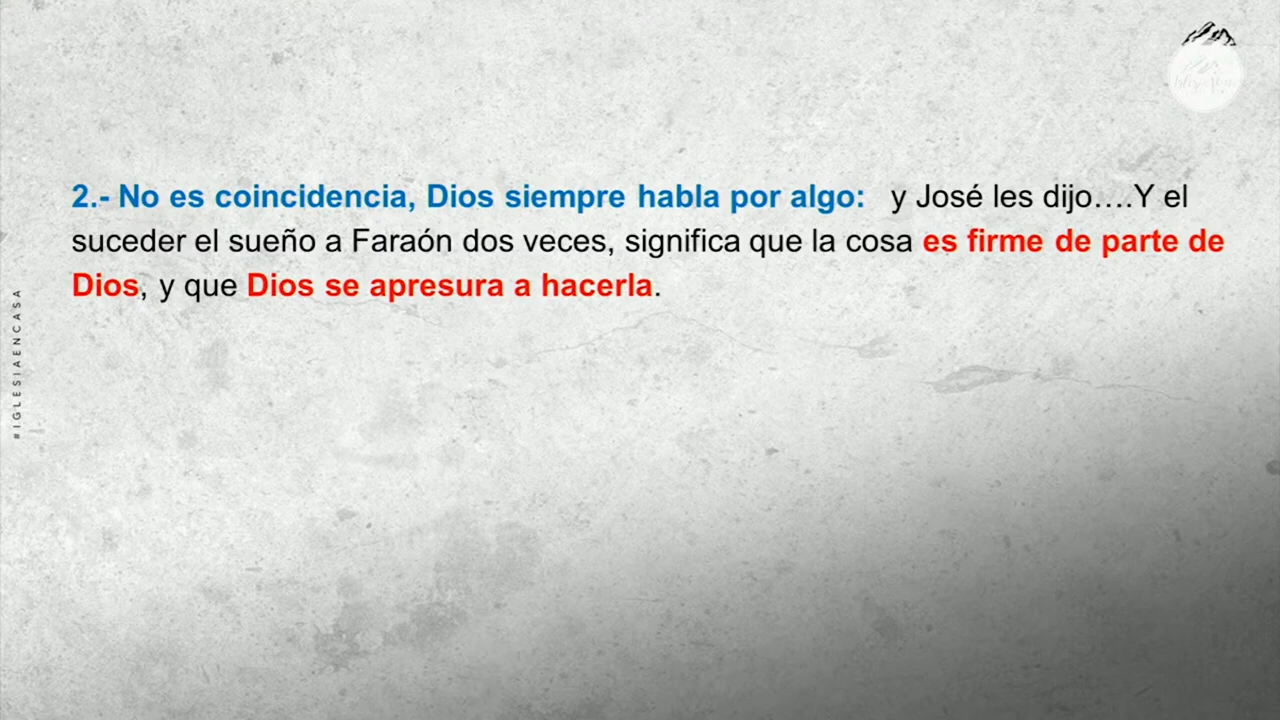 2.- No es coincidencia, Dios siempre habla por algo: y José les dijo….Y el
suceder el sueño a Faraón dos veces, significa que la cosa es firme de parte de
Dios, y que Dios se apresura a hacerla.
#IGLESIAENCASA